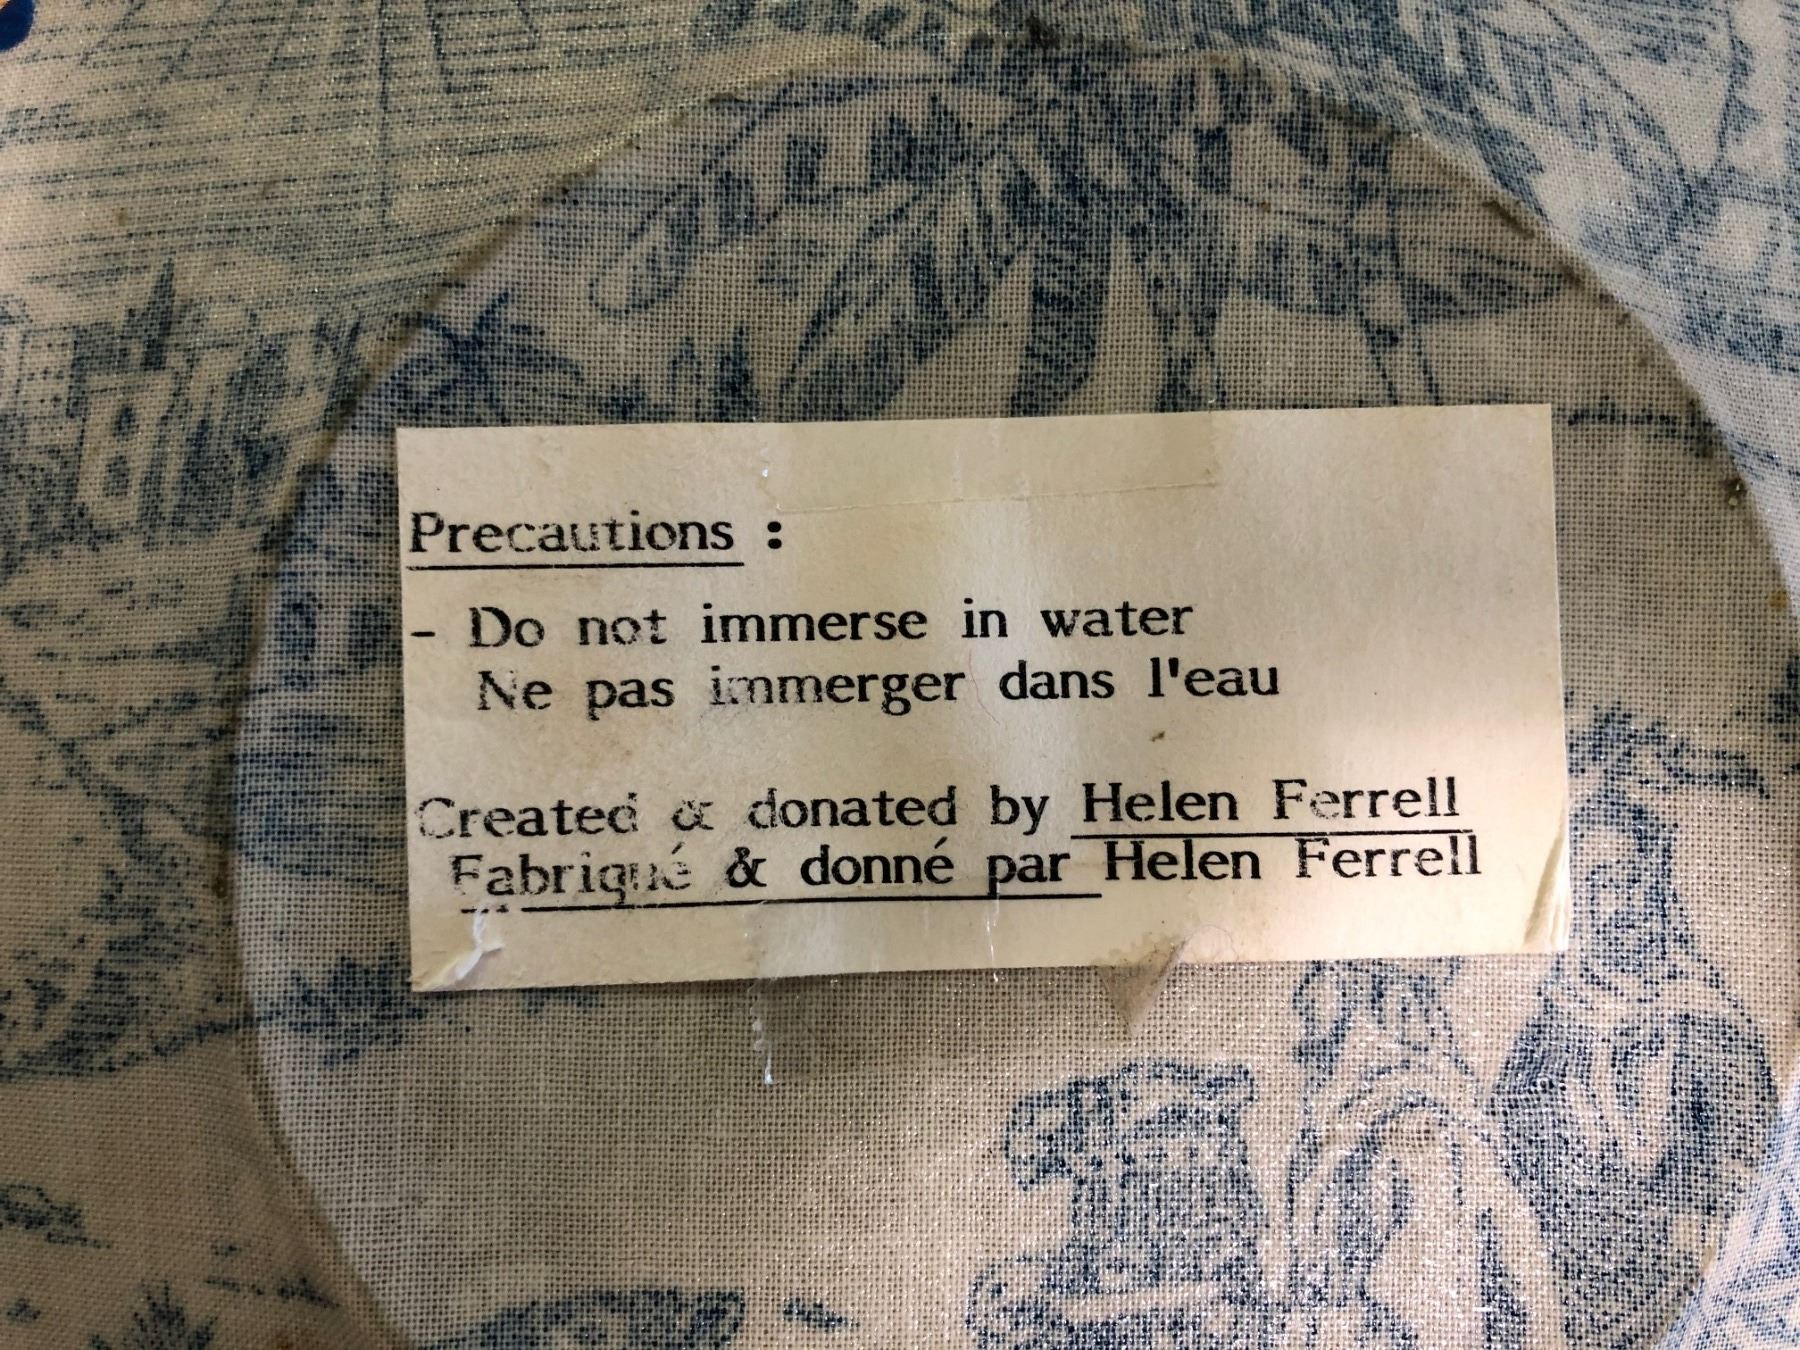 Precautions :
- Do not immerse in water
Ne pas immerger dans l'eau
Created & donated by Helen Ferrell
Fabriqué & donné par Helen Ferrell